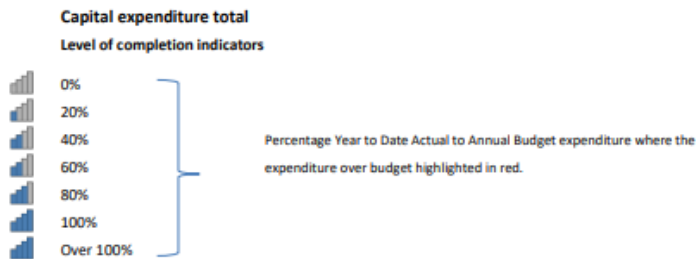 Capital expenditure total
Level of completion indicators
0%
20%
40%
Percentage Year to Date Actual to Annual Budget expenditure where the
60%
expenditure over budget highlighted in red.
80%
100%
Over 100%